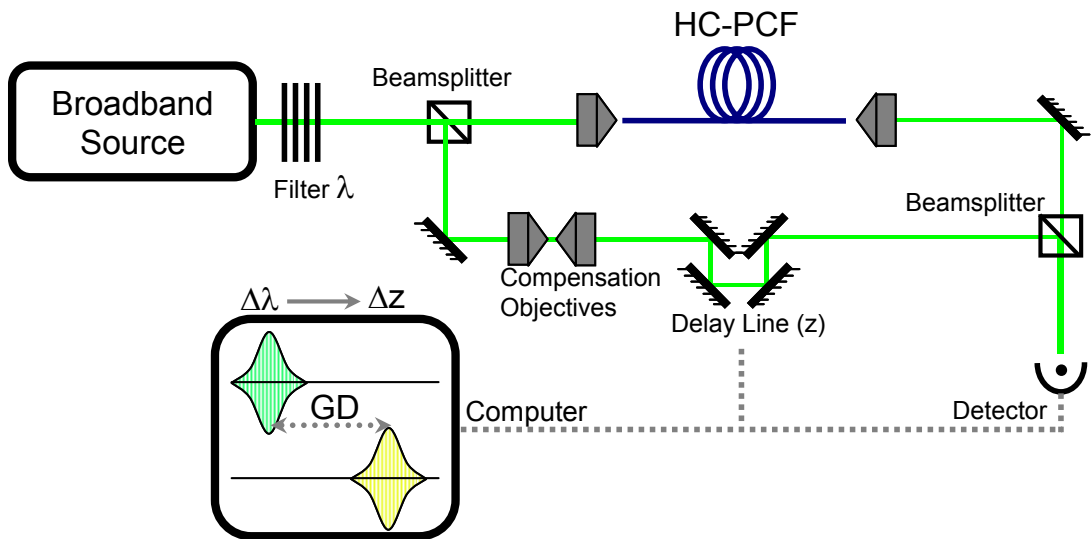 HC-PCF
Beamsplitter
Broadband
Source
Filter λ
Beamsplitter
Compensation
Objectives
Delay Line (z)
Δλ Δz
GD
Computer
Detector